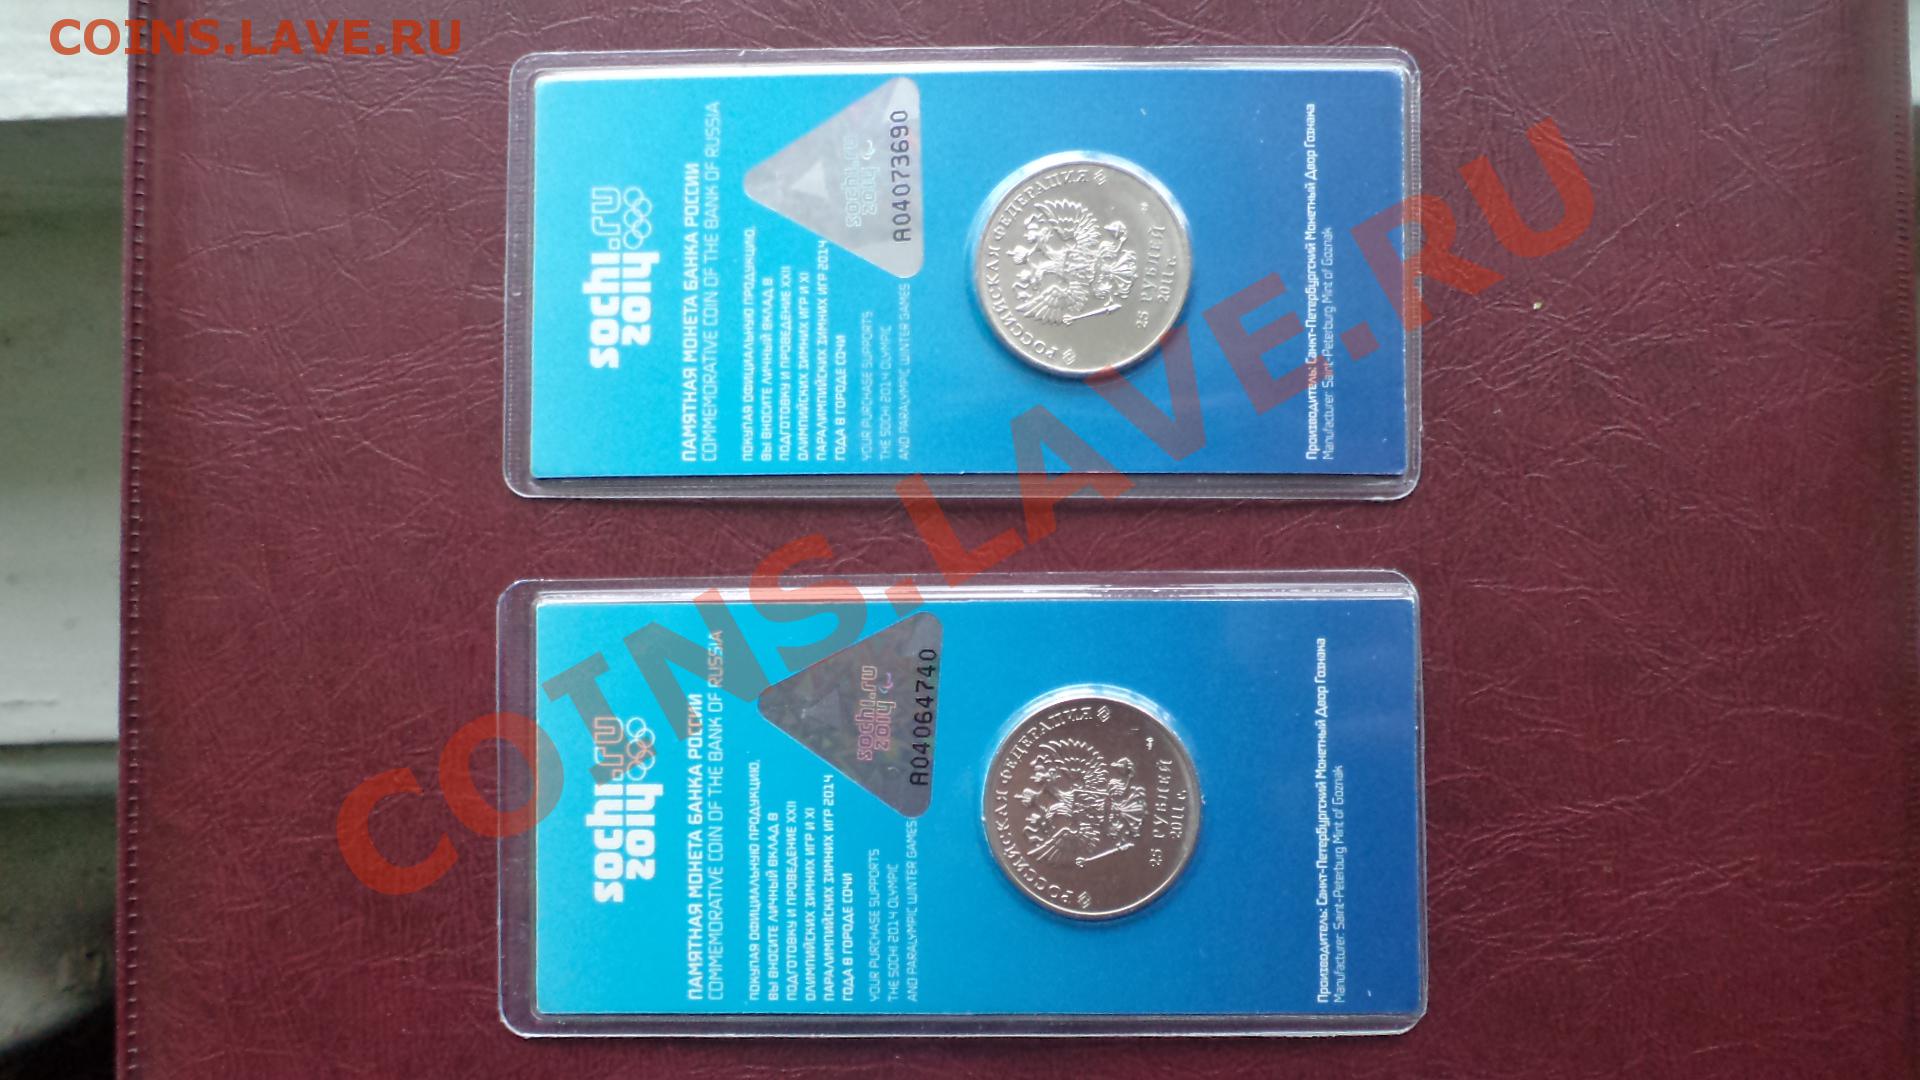 COINS.LAVE.RU
sochi.ru
2014
ПАМЯТНАЯ МОНЕТА БАНКА РОССИИ
COMMEMORATIVE COIN OF THE BANK OF RUSSIA
ПОКУПАЯ ОФИЦИАЛЬНУЮ ПРОДУКЦИЮ,
ВЫ ВНОСИТЕ ЛИЧНЫЙ ВКЛАД В
ПОДГОТОВКУ И ПРОВЕДЕНИЕ XXII
ОЛИМПИЙСКИХ ЗИМНИХ ИГР И XI
ПАРАЛИМПИЙСКИХ ЗИМНИХ ИГР 2014
ГОДА В ГОРОДЕ СОЧИ
YOUR PURCHASE SUPPORTS
THE SOCHI 2014 OLYMPIC
AND PARALYMPIC WINTER GAMES
sochi.ru
2014
A04073690
РОССИЙСКАЯ ФЕДЕРАЦИЯ
25 РУБЛЕЙ
2011 г.
Производитель: Санкт-Петербургский Монетный Двор Гознака
Manufacturer: Saint-Peterburg Mint of Goznak
sochi.ru
2014
ПАМЯТНАЯ МОНЕТА БАНКА РОССИИ
COMMEMORATIVE COIN OF THE BANK OF RUSSIA
ПОКУПАЯ ОФИЦИАЛЬНУЮ ПРОДУКЦИЮ,
ВЫ ВНОСИТЕ ЛИЧНЫЙ ВКЛАД В
ПОДГОТОВКУ И ПРОВЕДЕНИЕ XXII
ОЛИМПИЙСКИХ ЗИМНИХ ИГР И XI
ПАРАЛИМПИЙСКИХ ЗИМНИХ ИГР 2014
ГОДА В ГОРОДЕ СОЧИ
YOUR PURCHASE SUPPORTS
THE SOCHI 2014 OLYMPIC
AND PARALYMPIC WINTER GAMES
sochi.ru
2014
A04064740
РОССИЙСКАЯ ФЕДЕРАЦИЯ
25 РУБЛЕЙ
2011 г.
Производитель: Санкт-Петербургский Монетный Двор Гознака
Manufacturer: Saint-Peterburg Mint of Goznak
COINS.LAVE.RU